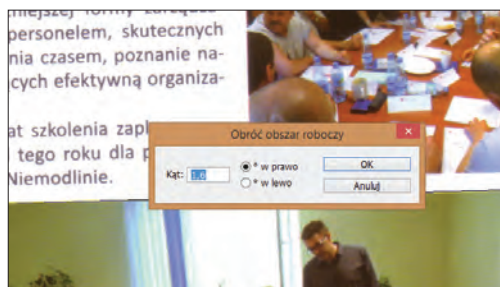 personelem, skutecznych
nia czasem, poznanie na-
cych efektywną organiza-
at szkolenia zapl
tego roku dla p
Niemodlinie.
Obróć obszar roboczy
Kąt: 1,6
° w prawo
° w lewo
OK
Anuluj